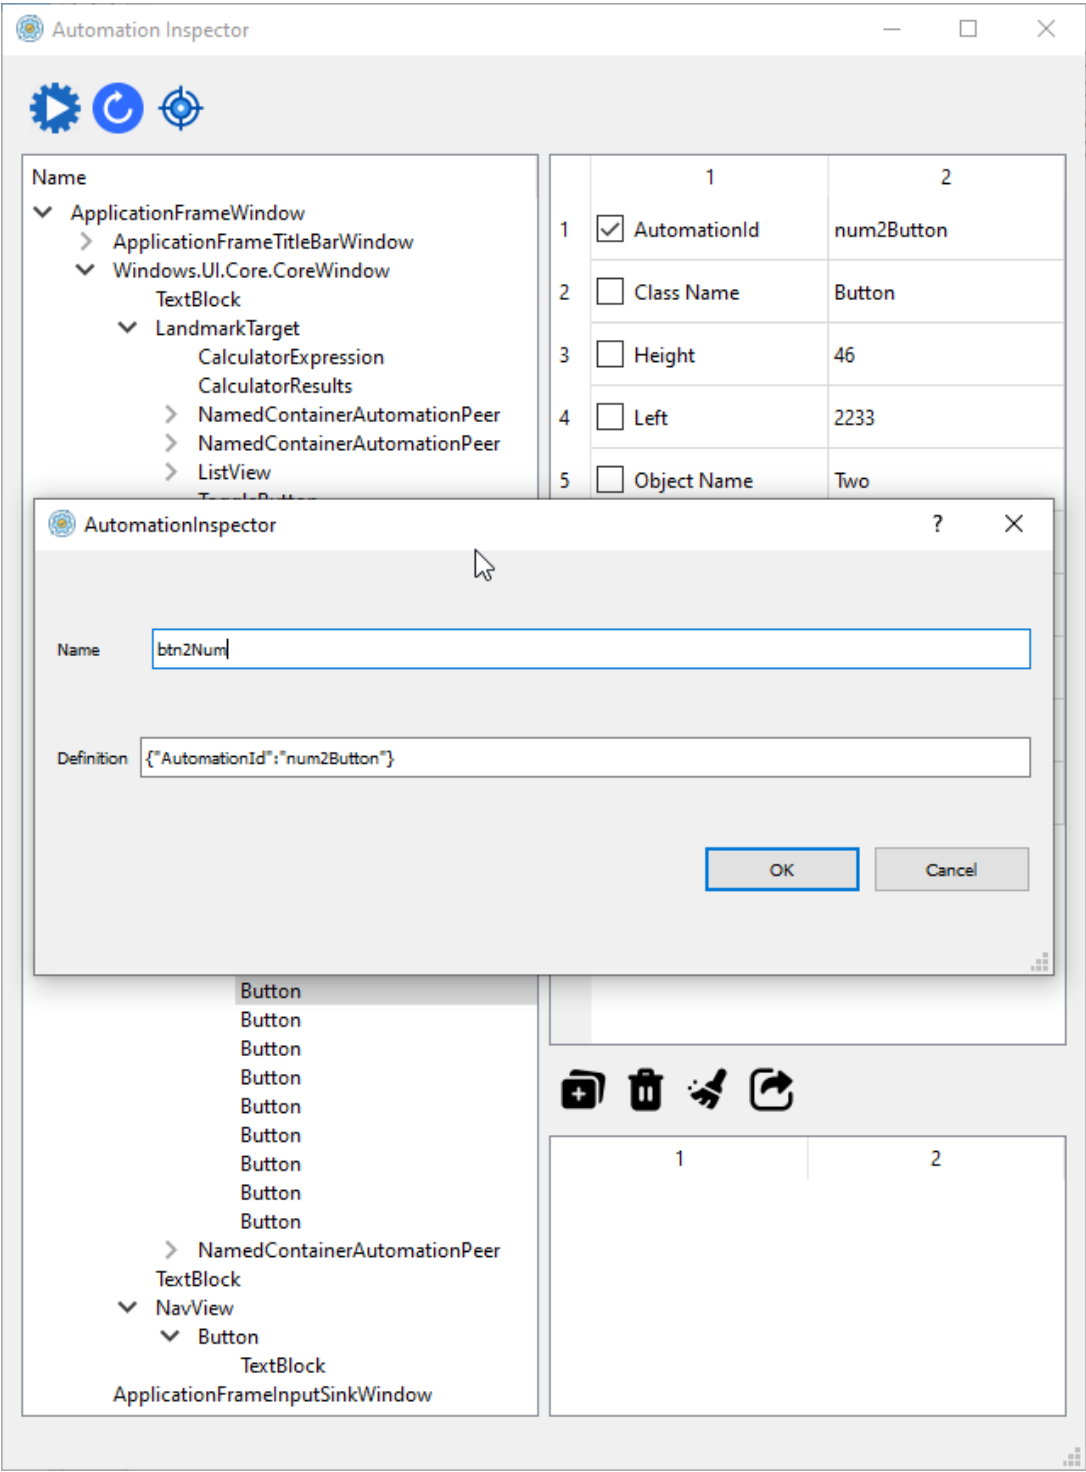 Automation Inspector
Name
ApplicationFrameWindow
ApplicationFrameTitleBarWindow
Windows.UI.Core.CoreWindow
TextBlock
LandmarkTarget
CalculatorExpression
CalculatorResults
NamedContainerAutomationPeer
NamedContainerAutomationPeer
ListView
ToggleButton
1 2
1 AutomationId num2Button
2 Class Name Button
3 Height 46
4 Left 2233
5 Object Name Two
AutomationInspector ?
Name btn2Num
Definition {"AutomationId":"num2Button"}
OK Cancel
Button
Button
Button
Button
Button
Button
Button
Button
Button
NamedContainerAutomationPeer
TextBlock
NavView
Button
TextBlock
ApplicationFrameInputSinkWindow
1 2